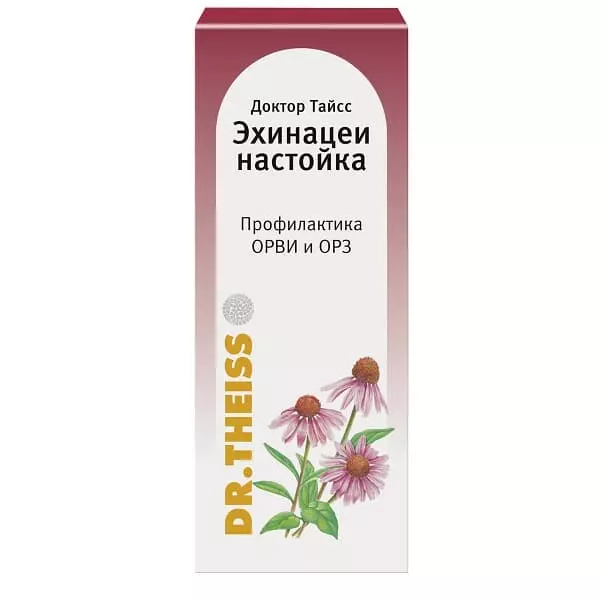 Доктор Тайсс
Эхинацеи
настойка
Профилактика
ОРВИ и ОРЗ
DR.THEISS